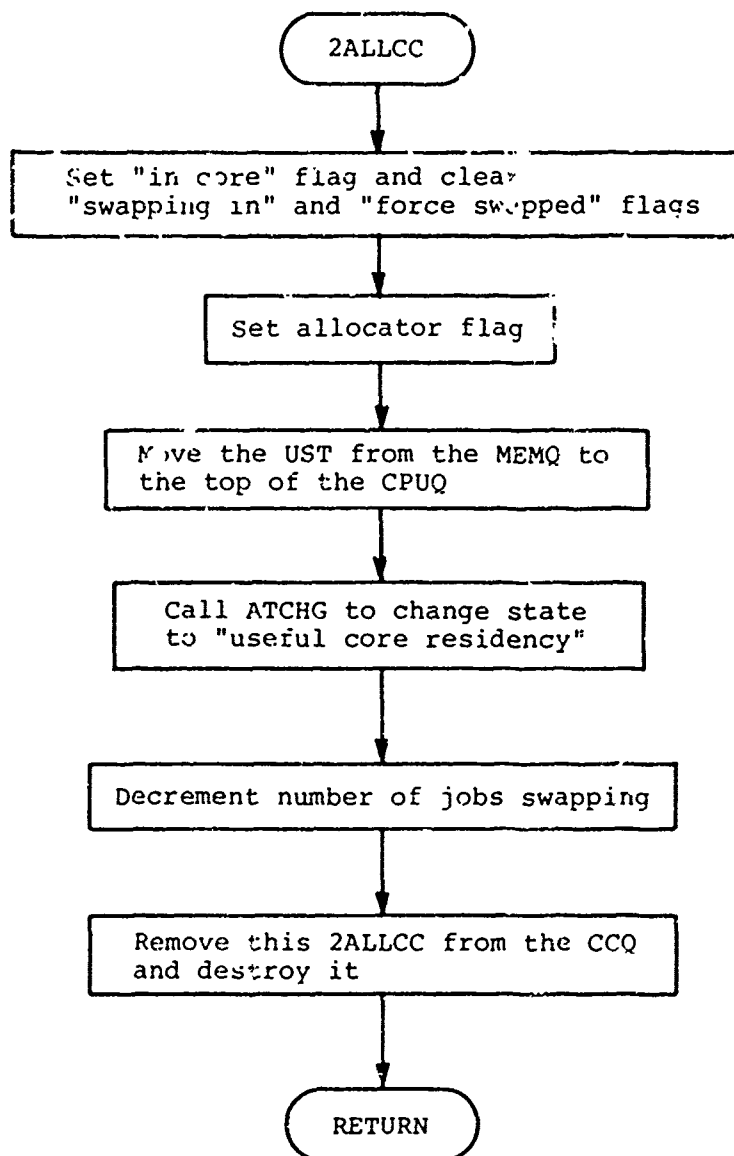 2ALLCC
Set "in core" flag and clear
"swapping in" and "force swapped" flags
Set allocator flag
Move the UST from the MEMQ to
the top of the CPUQ
Call ATCHG to change state
to "useful core residency"
Decrement number of jobs swapping
Remove this 2ALLCC from the CCQ
and destroy it
RETURN